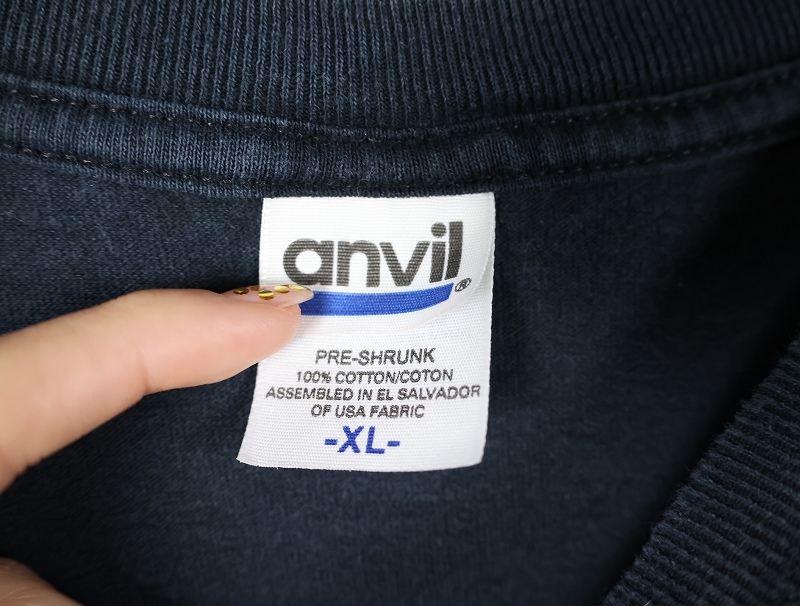 anvil®
PRE-SHRUNK
100% COTTON/COTON
ASSEMBLED IN EL SALVADOR
OF USA FABRIC
-XL-